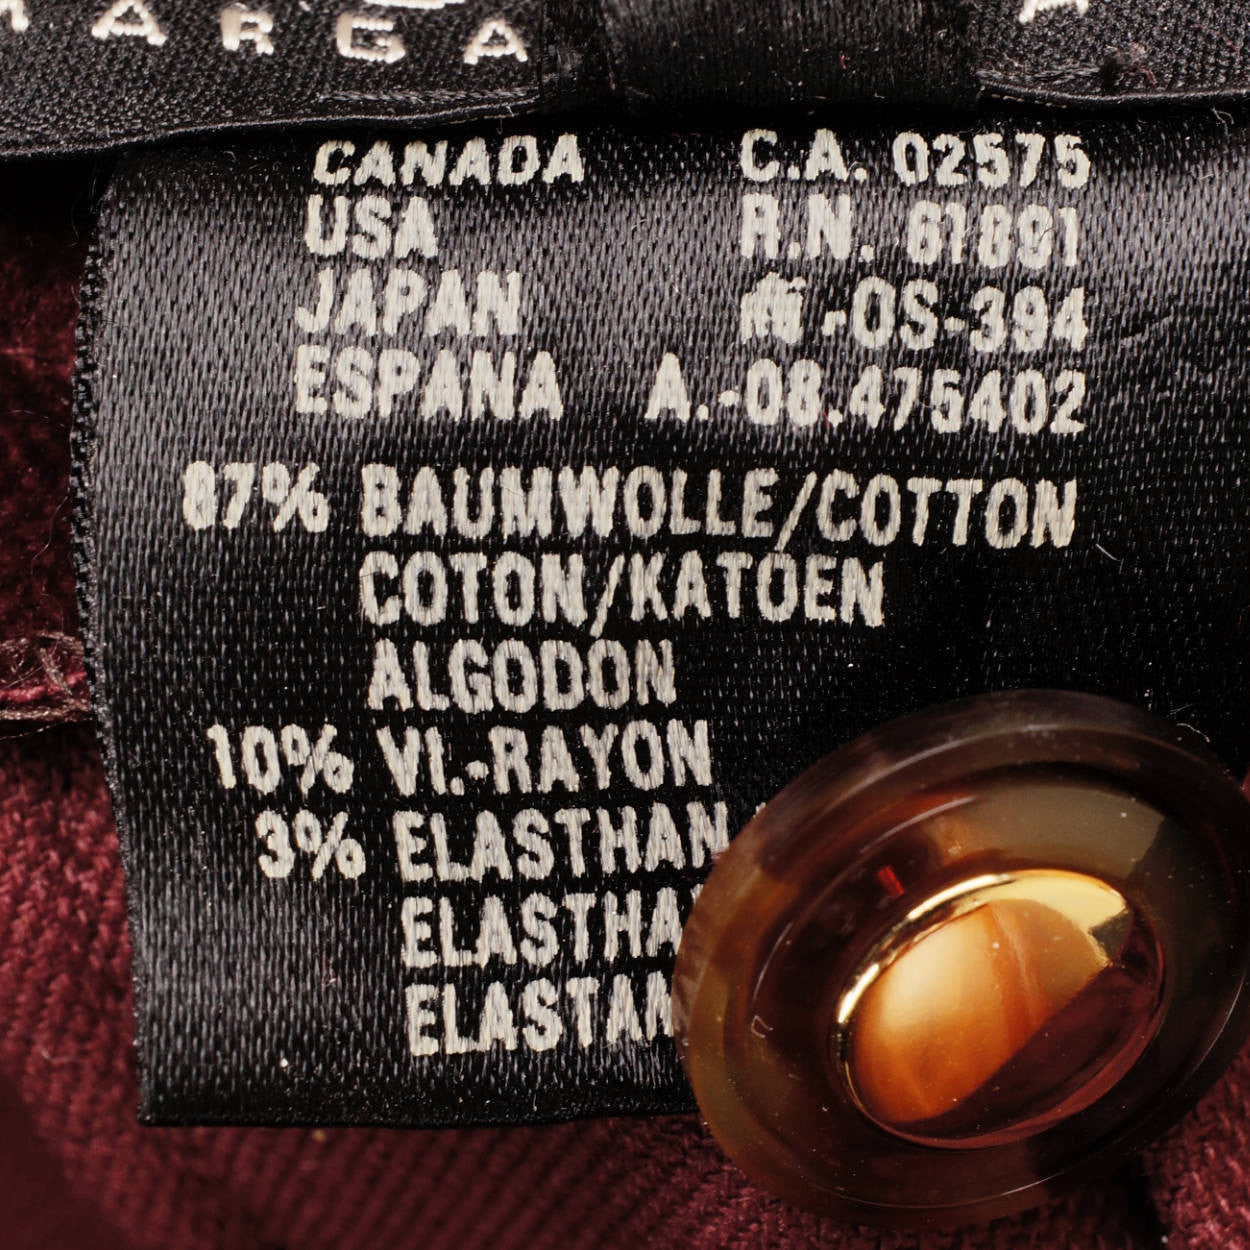 ARGA
A
CANADA C.A. 02575
USA R.N. 61891
JAPAN -OS-394
ESPANA A.-08.475402
87% BAUMWOLLE/COTTON
COTON/KATOEN
ALGODON
10% VI.-RAYON
3% ELASTHAN
ELASTHA
ELASTAN